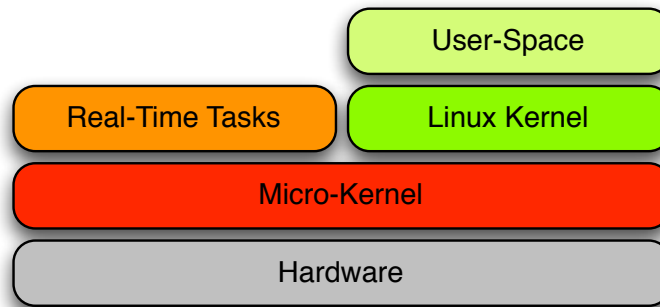 User-Space
Real-Time Tasks
Linux Kernel
Micro-Kernel
Hardware